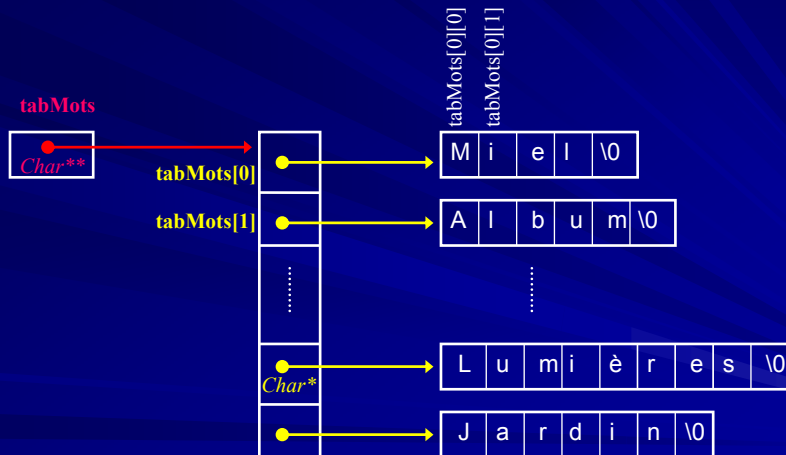 tabMots[0][0]
tabMots[0][1]
tabMots
Char**
tabMots[0]
M i e l \0
tabMots[1]
A l b u m \0
.........
.........
Char*
L u m i è r e s \0
J a r d i n \0